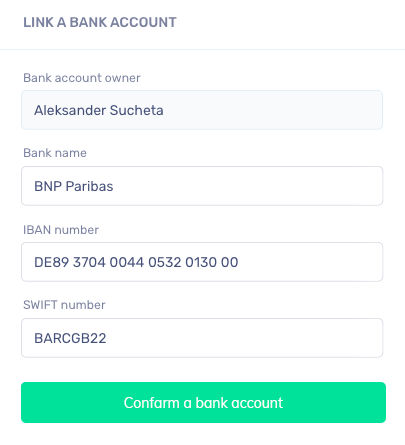 LINK A BANK ACCOUNT
Bank account owner
Aleksander Sucheta
Bank name
BNP Paribas
IBAN number
DE89 3704 0044 0532 0130 00
SWIFT number
BARCGB22
Confarm a bank account